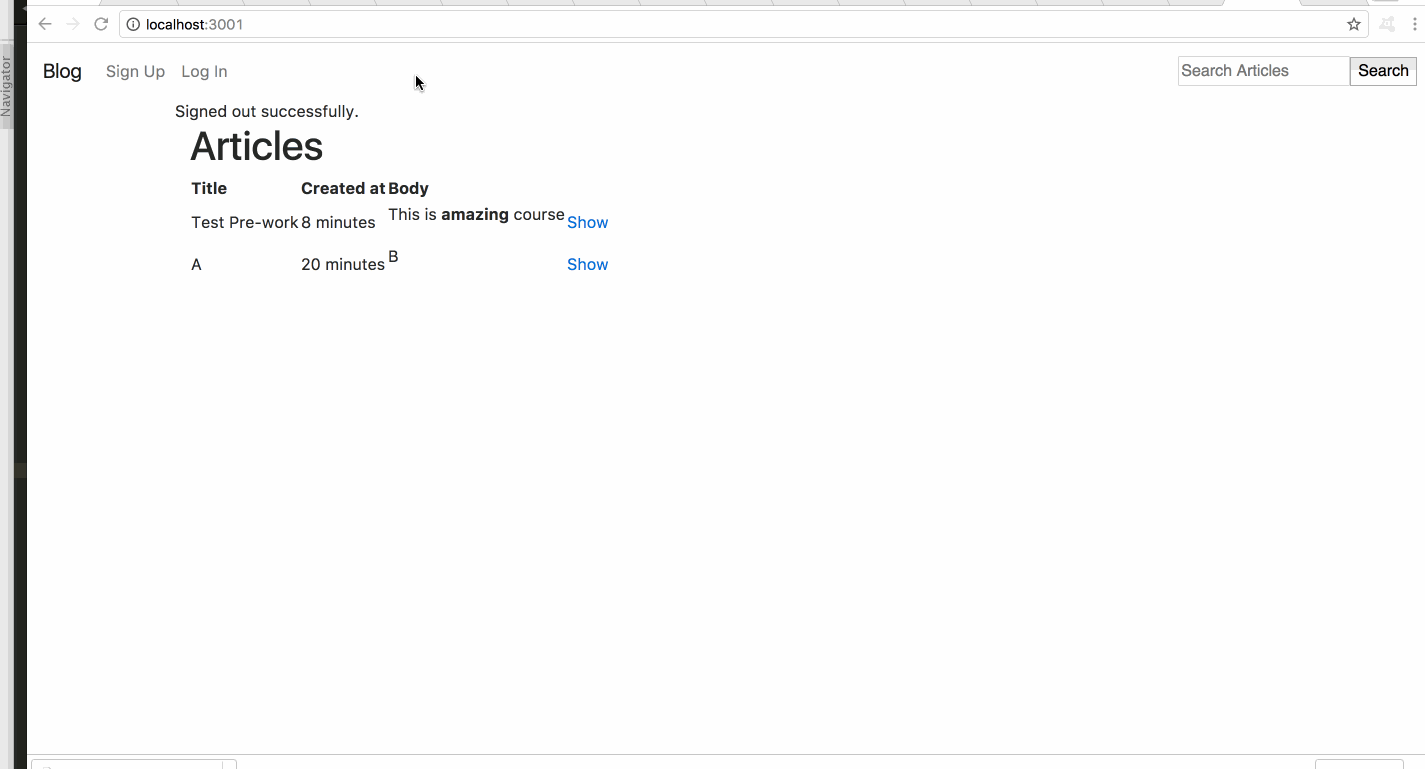 localhost:3001
Navigator
Blog Sign Up Log In Search Articles Search
Signed out successfully.
Articles
Title Created at Body
Test Pre-work 8 minutes This is amazing course Show
A 20 minutes B Show